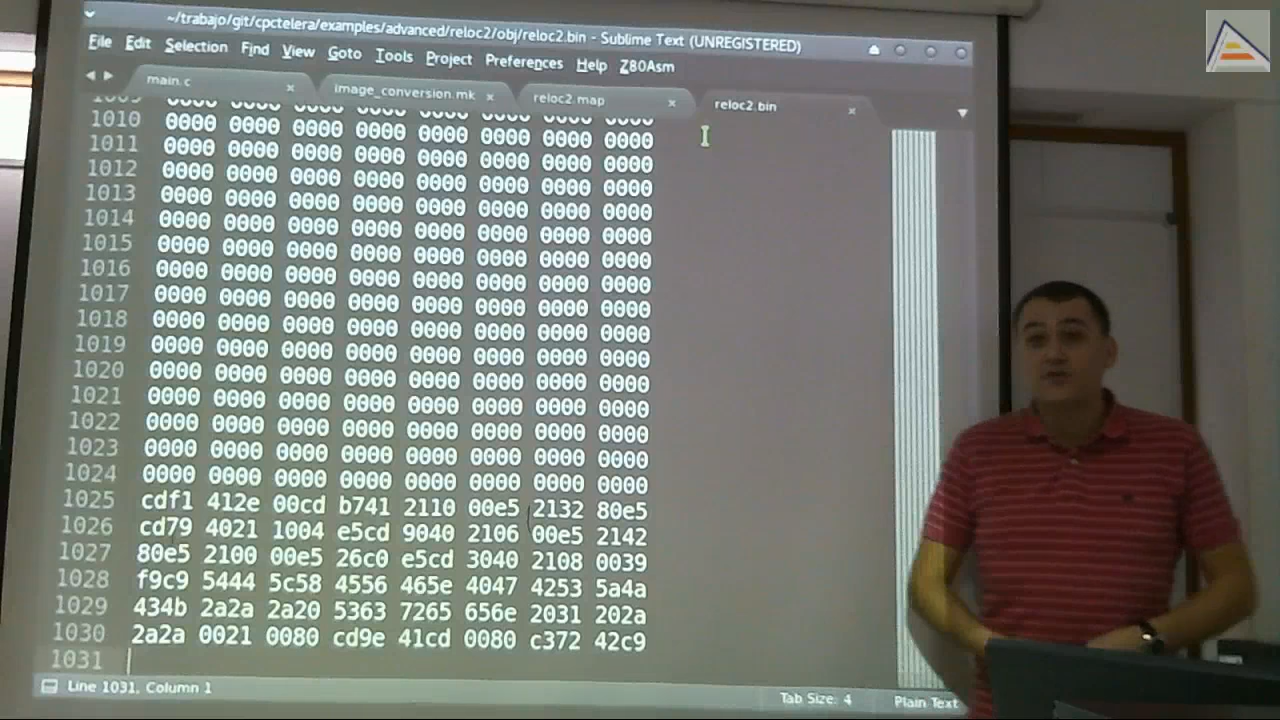 ~/trabajo/git/cpctelera/examples/advanced/reloc2/obj/reloc2.bin - Sublime Text (UNREGISTERED)
File Edit Selection Find View Goto Tools Project Preferences Help Z80Asm
main.c × image_conversion.mk × reloc2.map × reloc2.bin ×
1009 0000 0000 0000 0000 0000 0000 0000 0000
1010 0000 0000 0000 0000 0000 0000 0000 0000
1011 0000 0000 0000 0000 0000 0000 0000 0000
1012 0000 0000 0000 0000 0000 0000 0000 0000
1013 0000 0000 0000 0000 0000 0000 0000 0000
1014 0000 0000 0000 0000 0000 0000 0000 0000
1015 0000 0000 0000 0000 0000 0000 0000 0000
1016 0000 0000 0000 0000 0000 0000 0000 0000
1017 0000 0000 0000 0000 0000 0000 0000 0000
1018 0000 0000 0000 0000 0000 0000 0000 0000
1019 0000 0000 0000 0000 0000 0000 0000 0000
1020 0000 0000 0000 0000 0000 0000 0000 0000
1021 0000 0000 0000 0000 0000 0000 0000 0000
1022 0000 0000 0000 0000 0000 0000 0000 0000
1023 0000 0000 0000 0000 0000 0000 0000 0000
1024 0000 0000 0000 0000 0000 0000 0000 0000
1025 cdf1 412e 00cd b741 2110 00e5 2132 80e5
1026 cd79 4021 1004 e5cd 9040 2106 00e5 2142
1027 80e5 2100 00e5 26c0 e5cd 3040 2108 0039
1028 f9c9 5444 5c58 4556 465e 4047 4253 5a4a
1029 434b 2a2a 2a20 5363 7265 656e 2031 202a
1030 2a2a 0021 0080 cd9e 41cd 0080 c372 42c9
1031
Line 1031, Column 1 Tab Size: 4 Plain Text